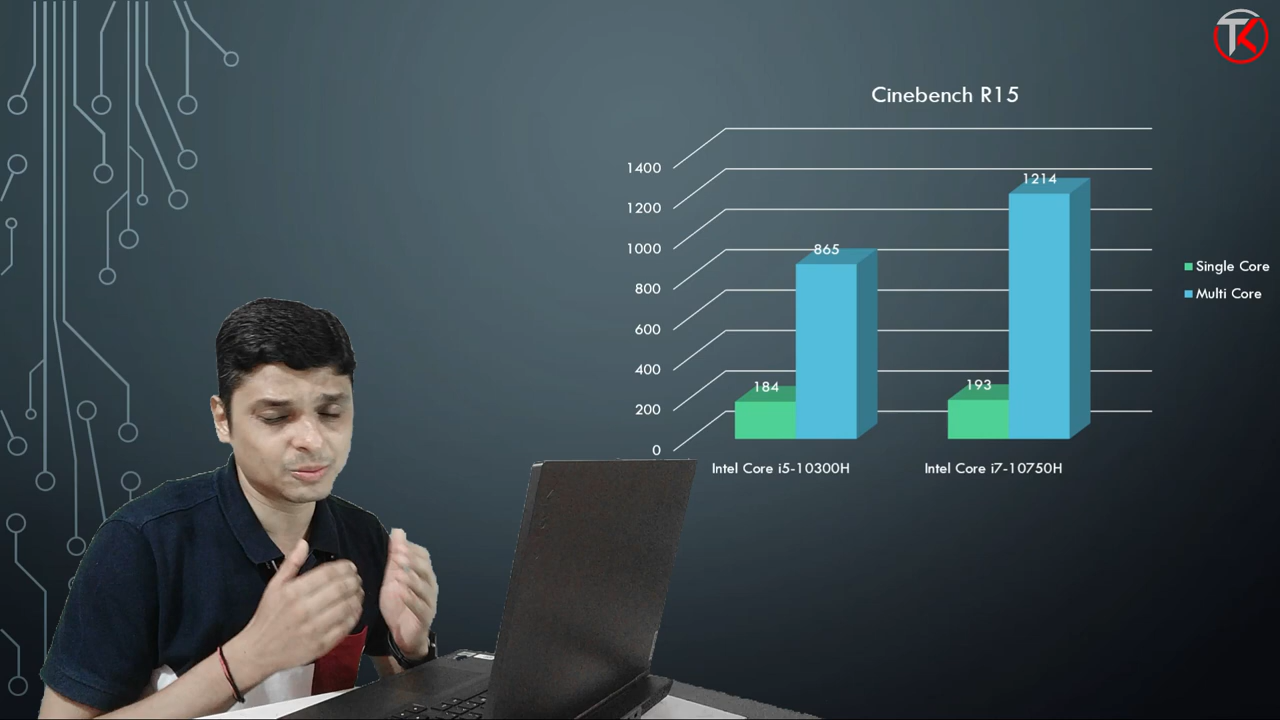 TK
Cinebench R15
1400
1200
1000
800
600
400
200
0
865
1214
184
193
Intel Core i5-10300H
Intel Core i7-10750H
Single Core
Multi Core